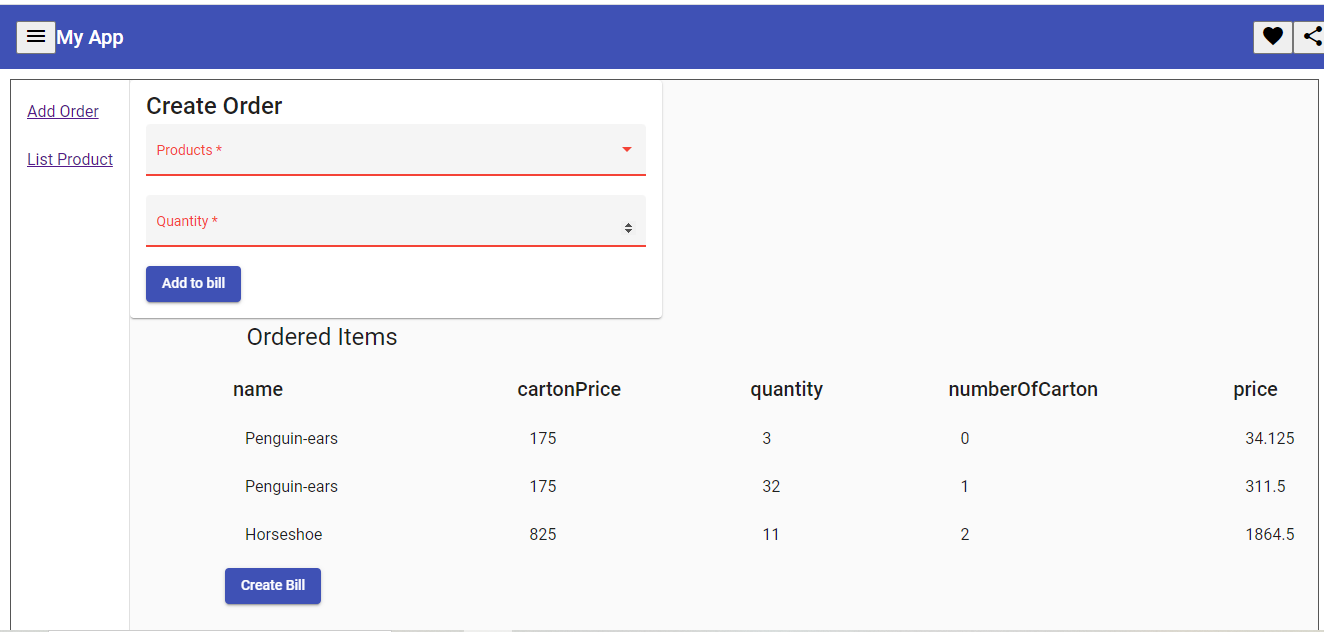 My App
Add Order
List Product
Create Order
Products *
Quantity *
Add to bill
Ordered Items
name cartonPrice quantity numberOfCarton price
Penguin-ears 175 3 0 34.125
Penguin-ears 175 32 1 311.5
Horseshoe 825 11 2 1864.5
Create Bill